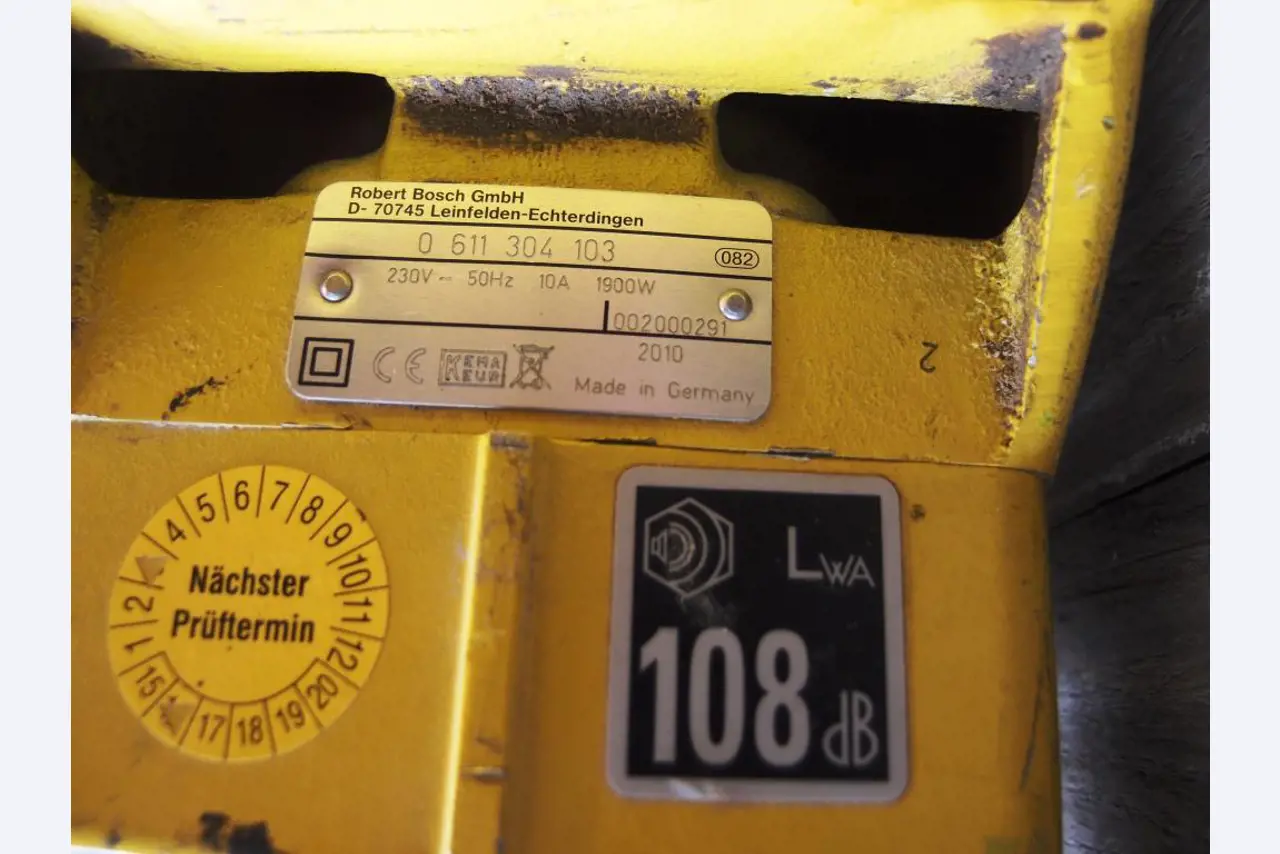 Robert Bosch GmbH
D- 70745 Leinfelden-Echterdingen
0 611 304 103
082
230V~ 50Hz 10A 1900W
002000291
2010
CE
KEMA
EUR
Made in Germany
2
1 2 4 5 6 7 8 9 10 11 12
Nächster
Prüftermin
15 17 18 19 20
LWA
108
dB